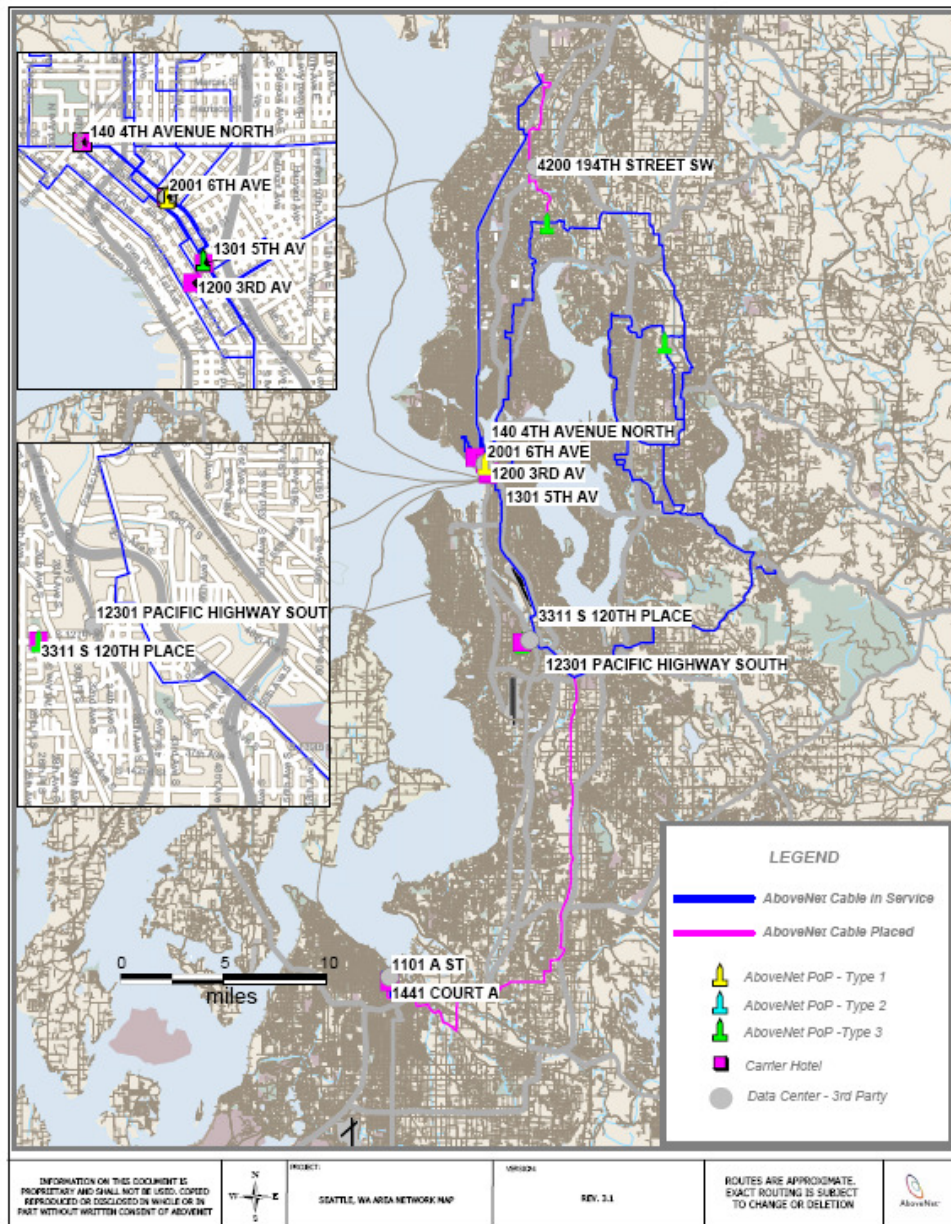 140 4TH AVENUE NORTH
2001 6TH AVE
1301 5TH AV
1200 3RD AV
4200 194TH STREET SW
140 4TH AVENUE NORTH
2001 6TH AVE
1200 3RD AV
1301 5TH AV
12301 PACIFIC HIGHWAY SOUT
3311 S 120TH PLACE
3311 S 120TH PLACE
12301 PACIFIC HIGHWAY SOUTH
0 5 10
miles
1101 A ST
1441 COURT A
LEGEND
AboveNet Cable in Service
AboveNet Cable Placed
AboveNet PoP - Type 1
AboveNet PoP - Type 2
AboveNet PoP -Type 3
Carrier Hotel
Data Center - 3rd Party
INFORMATION ON THIS DOCUMENT IS
PROPRIETARY AND SHALL NOT BE USED, COPIED
REPRODUCED OR DISCLOSED IN WHOLE OR IN
PART WITHOUT WRITTEN CONSENT OF ABOVENET
N
W E
S
PROJECT:
SEATTLE, WA AREA NETWORK MAP
VERSION:
REV. 3.1
ROUTES ARE APPROXIMATE.
EXACT ROUTING IS SUBJECT
TO CHANGE OR DELETION
AboveNet